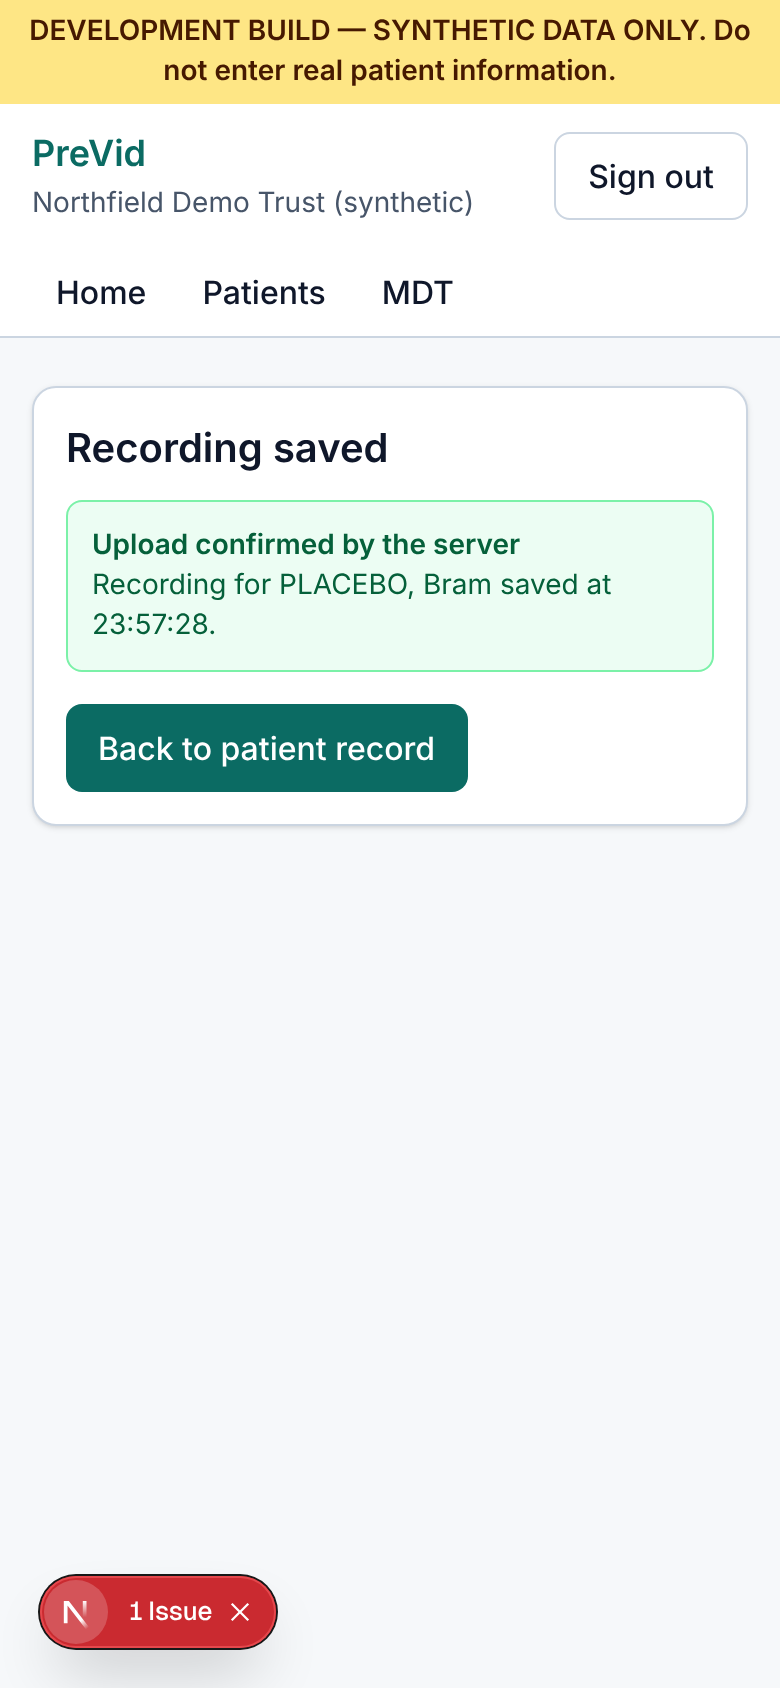 DEVELOPMENT BUILD — SYNTHETIC DATA ONLY. Do
not enter real patient information.
PreVid
Northfield Demo Trust (synthetic)
Sign out
Home Patients MDT
Recording saved
Upload confirmed by the server
Recording for PLACEBO, Bram saved at
23:57:28.
Back to patient record
N 1 Issue